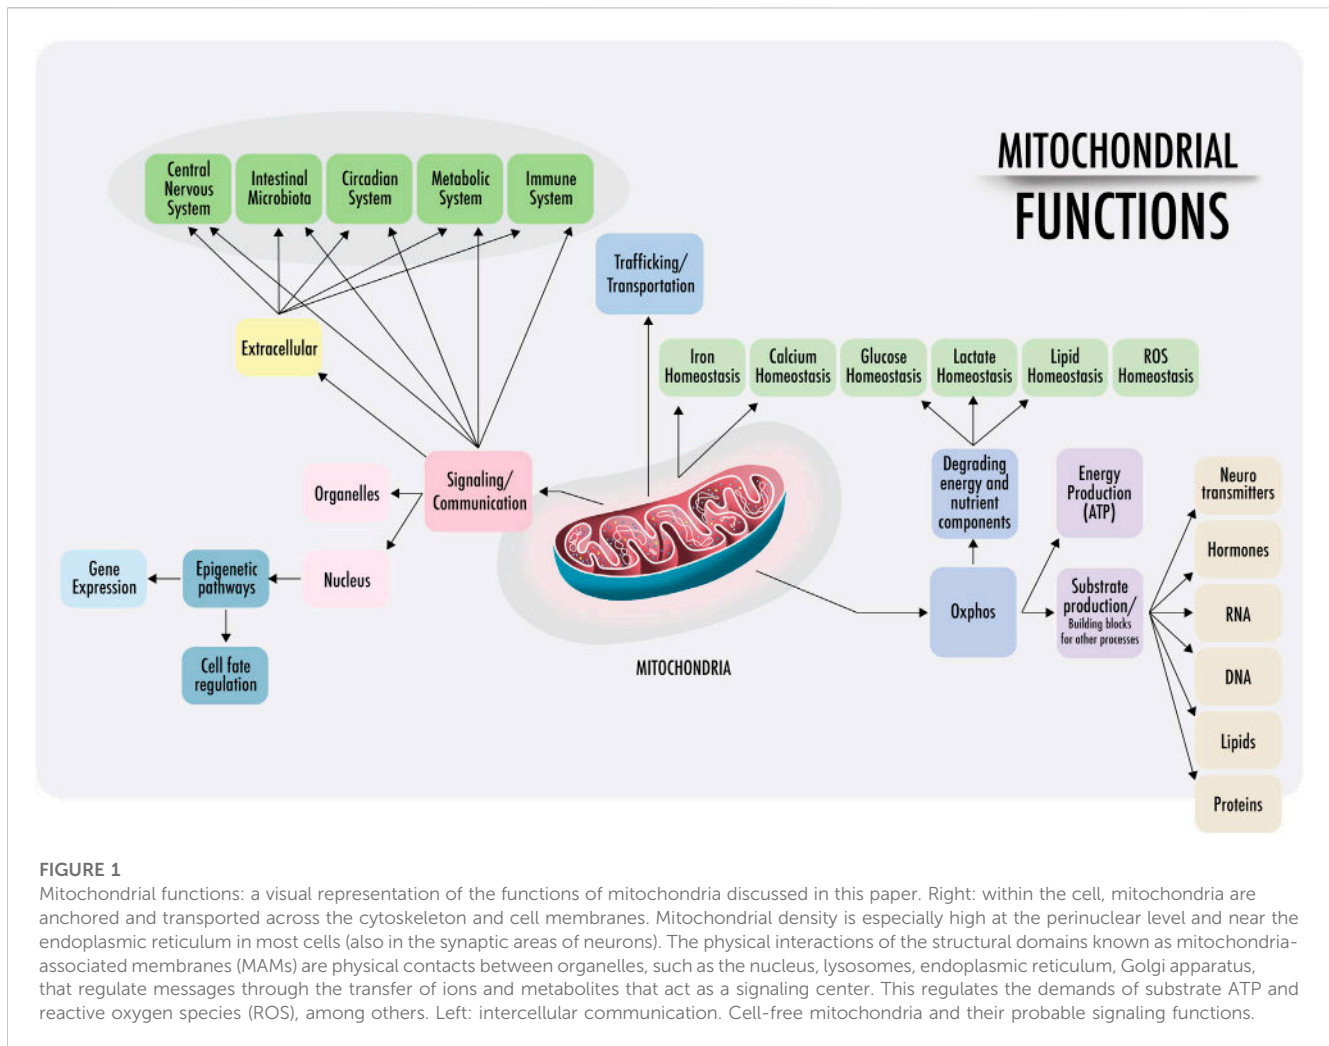 MITOCHONDRIAL
FUNCTIONS
Central
Nervous
System
Intestinal
Microbiota
Circadian
System
Metabolic
System
Immune
System
Trafficking/
Transportation
Extracellular
Iron
Homeostasis
Calcium
Homeostasis
Glucose
Homeostasis
Lactate
Homeostasis
Lipid
Homeostasis
ROS
Homeostasis
Signaling/
Communication
Organelles
Nucleus
Epigenetic
pathways
Gene
Expression
Cell fate
regulation
MITOCHONDRIA
Degrading
energy and
nutrient
components
Energy
Production
(ATP)
Oxphos
Substrate
production/
Building blocks
for other processes
Neuro
transmitters
Hormones
RNA
DNA
Lipids
Proteins
FIGURE 1
Mitochondrial functions: a visual representation of the functions of mitochondria discussed in this paper. Right: within the cell, mitochondria are
anchored and transported across the cytoskeleton and cell membranes. Mitochondrial density is especially high at the perinuclear level and near the
endoplasmic reticulum in most cells (also in the synaptic areas of neurons). The physical interactions of the structural domains known as mitochondria-
associated membranes (MAMs) are physical contacts between organelles, such as the nucleus, lysosomes, endoplasmic reticulum, Golgi apparatus,
that regulate messages through the transfer of ions and metabolites that act as a signaling center. This regulates the demands of substrate ATP and
reactive oxygen species (ROS), among others. Left: intercellular communication. Cell-free mitochondria and their probable signaling functions.